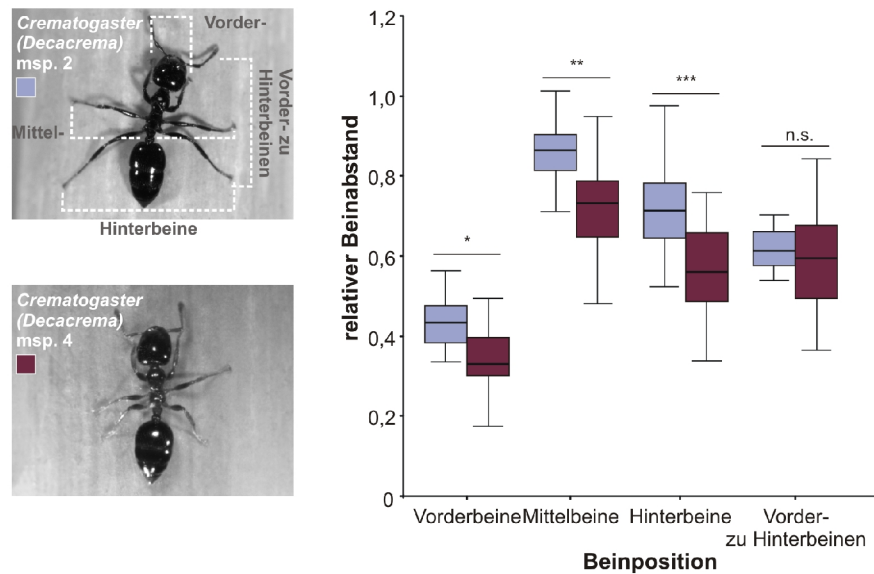 Crematogaster
(Decacrema)
msp. 2
Vorder-
Mittel-
Vorder- zu
Hinterbeinen
Hinterbeine
Crematogaster
(Decacrema)
msp. 4
relativer Beinabstand
1,2
1,0
0,8
0,6
0,4
0,2
0
*
**
***
n.s.
Vorderbeine Mittelbeine Hinterbeine Vorder-
zu Hinterbeinen
Beinposition